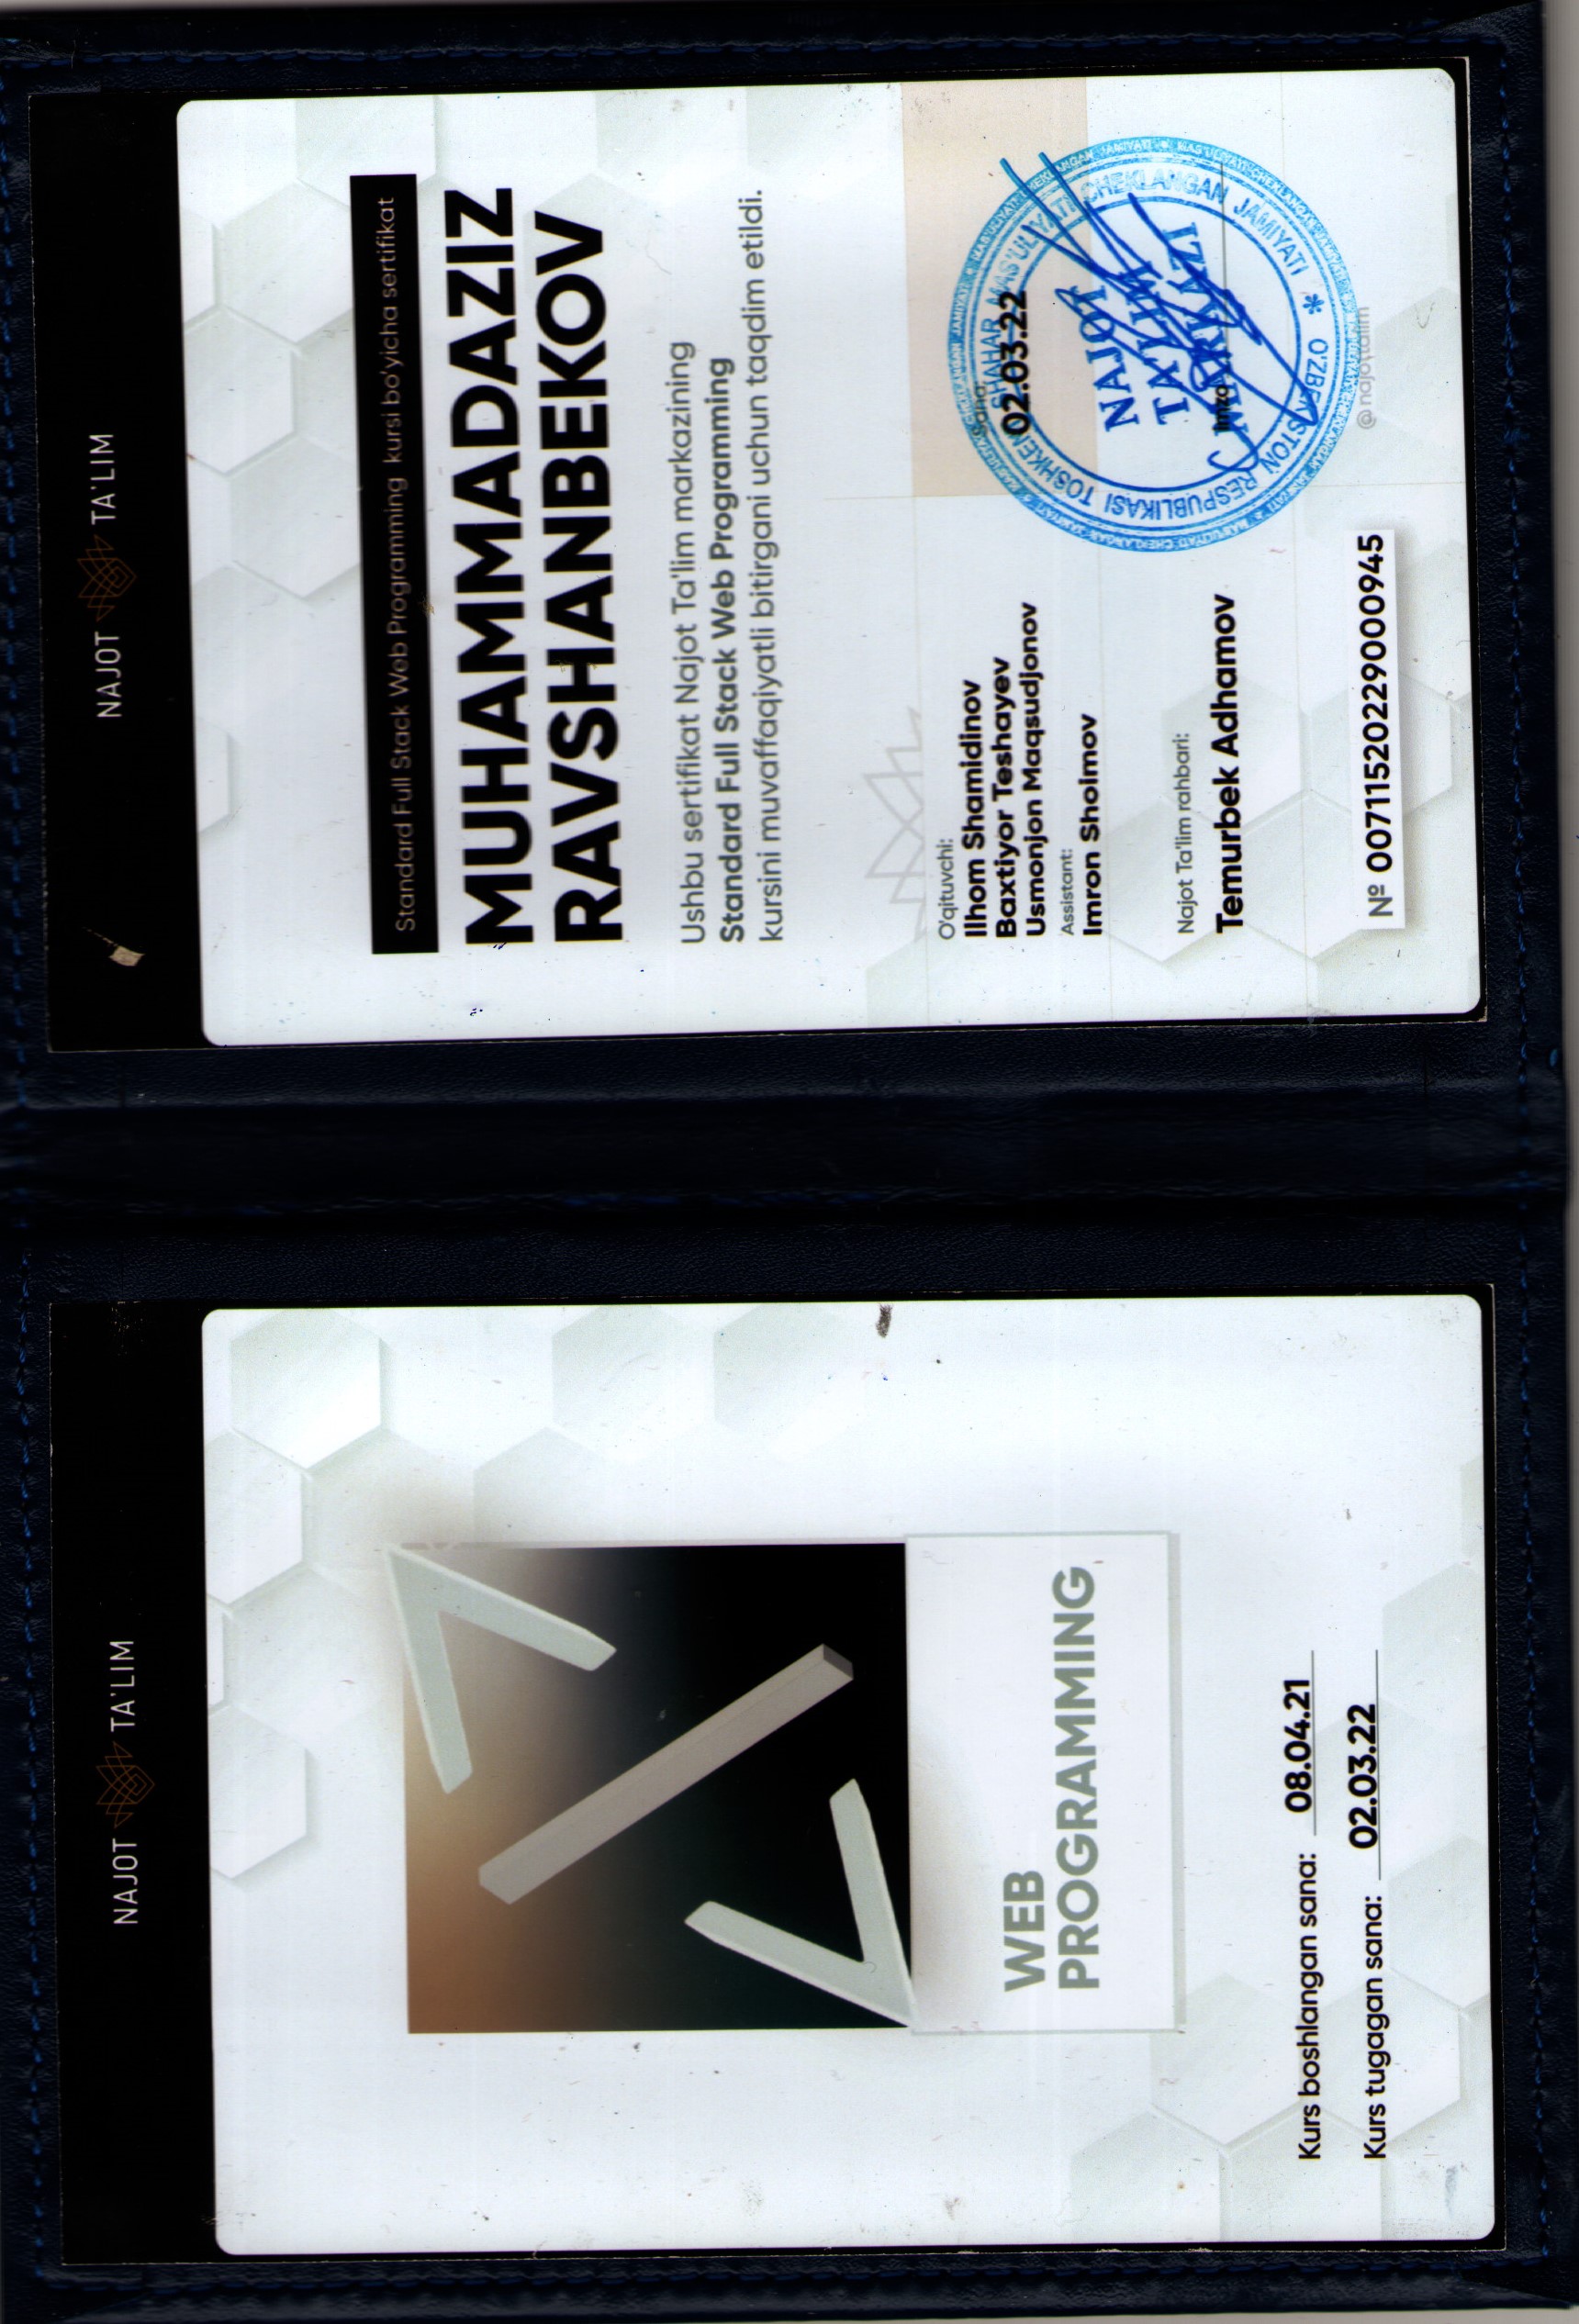 NAJOT TA'LIM
WEB
PROGRAMMING
Kurs boshlangan sana: 08.04.21
Kurs tugagan sana: 02.03.22
NAJOT TA'LIM
Standard Full Stack Web Programming kursi bo'yicha sertifikat
MUHAMMADAZIZ
RAVSHANBEKOV
Ushbu sertifikat Najot Ta'lim markazining
Standard Full Stack Web Programming
kursini muvaffaqiyatli bitirgani uchun taqdim etildi.
O'qituvchi:
Ilhom Shamidinov
Baxtiyor Teshayev
Usmonjon Maqsudjonov
Assistant:
Imron Shoimov
Najot Ta'lim rahbari:
Temurbek Adhamov
Sana:
02.03.22
O'ZBEKISTON RESPUBLIKASI TOSHKENT SHAHAR MAS'ULIYATI CHEKLANGAN JAMIYATI
NAJOT
TA'LIM
MARKAZI
Imzo
№ 00711520229000945
@najottalim